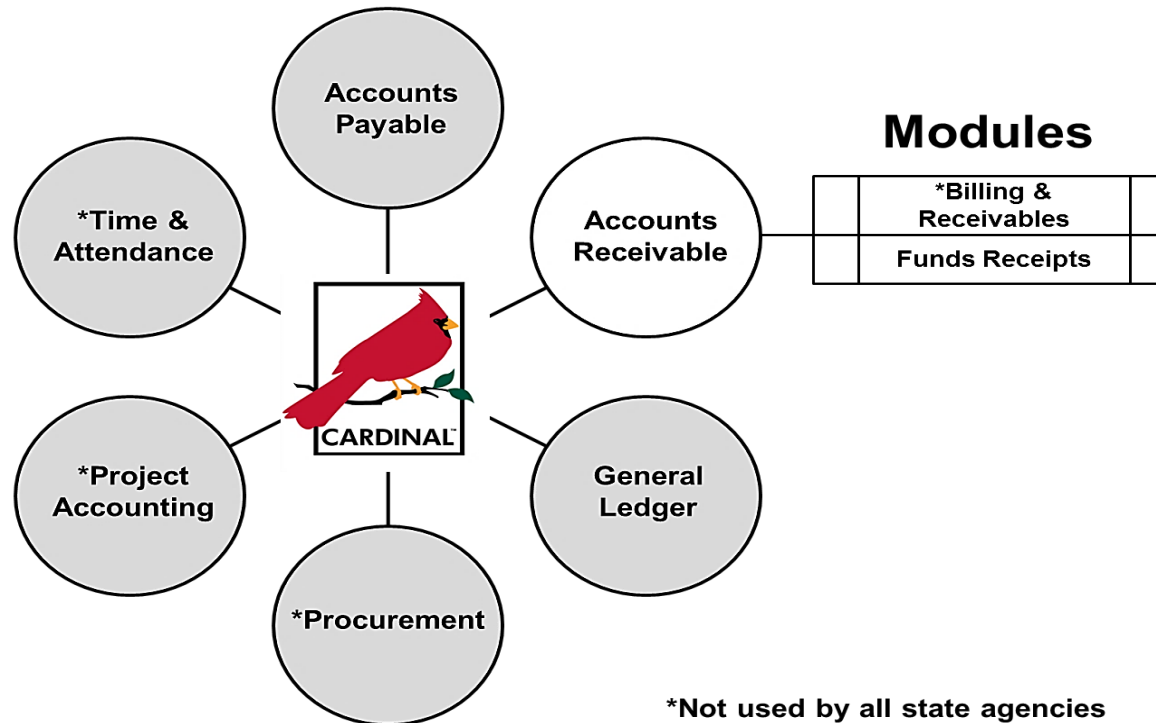 Accounts
Payable
Modules
*Time &
Attendance
Accounts
Receivable
*Billing &
Receivables
Funds Receipts
CARDINAL™
*Project
Accounting
General
Ledger
*Procurement
*Not used by all state agencies